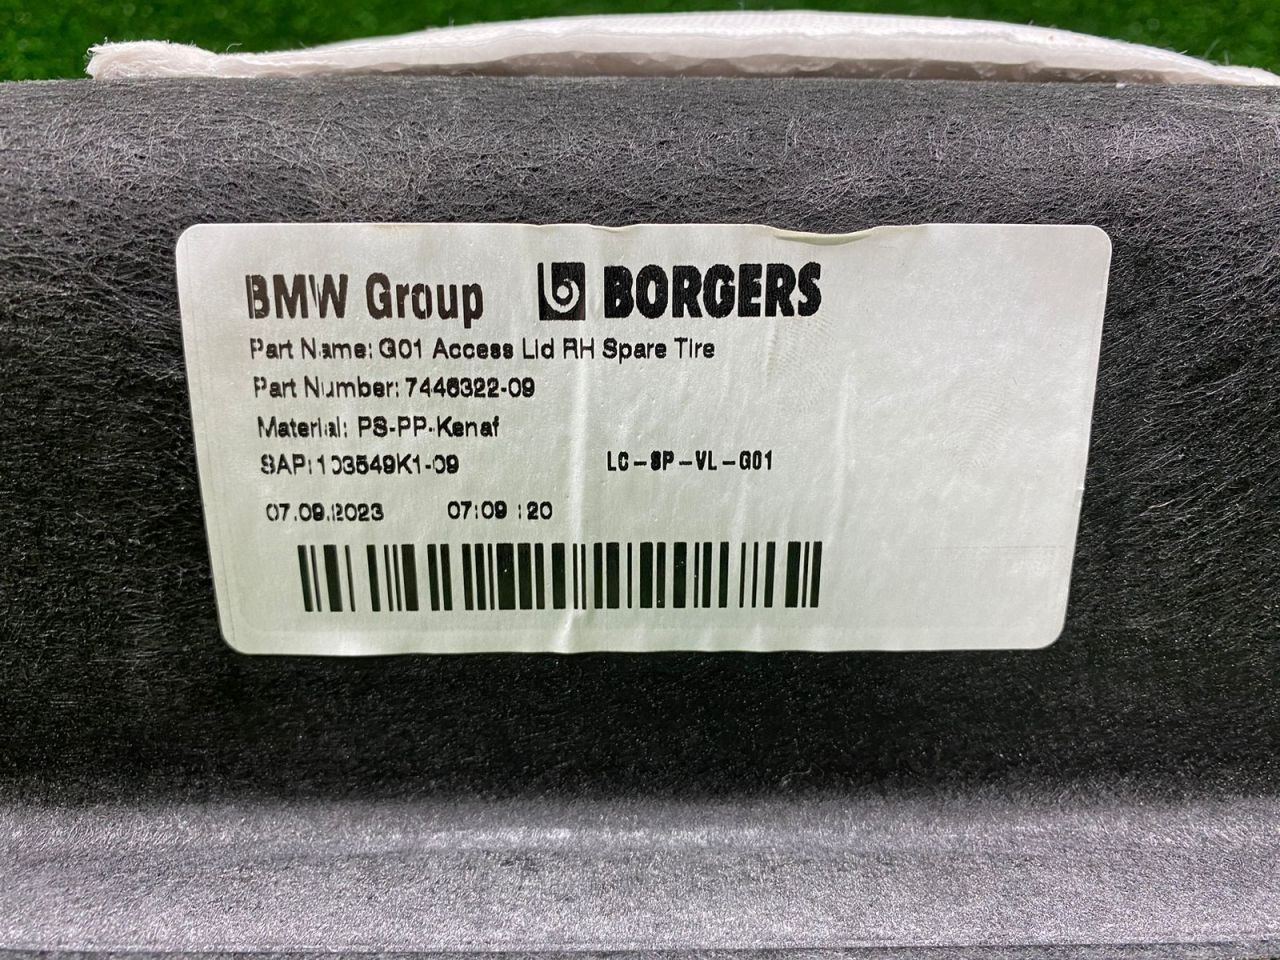 BMW Group BORGERS
Part Name: G01 Access Lid RH Spare Tire
Part Number: 7446322-09
Material: PS-PP-Kenaf
SAP:103549K1-09 LC-SP-VL-G01
07.09.2023 07:09:20